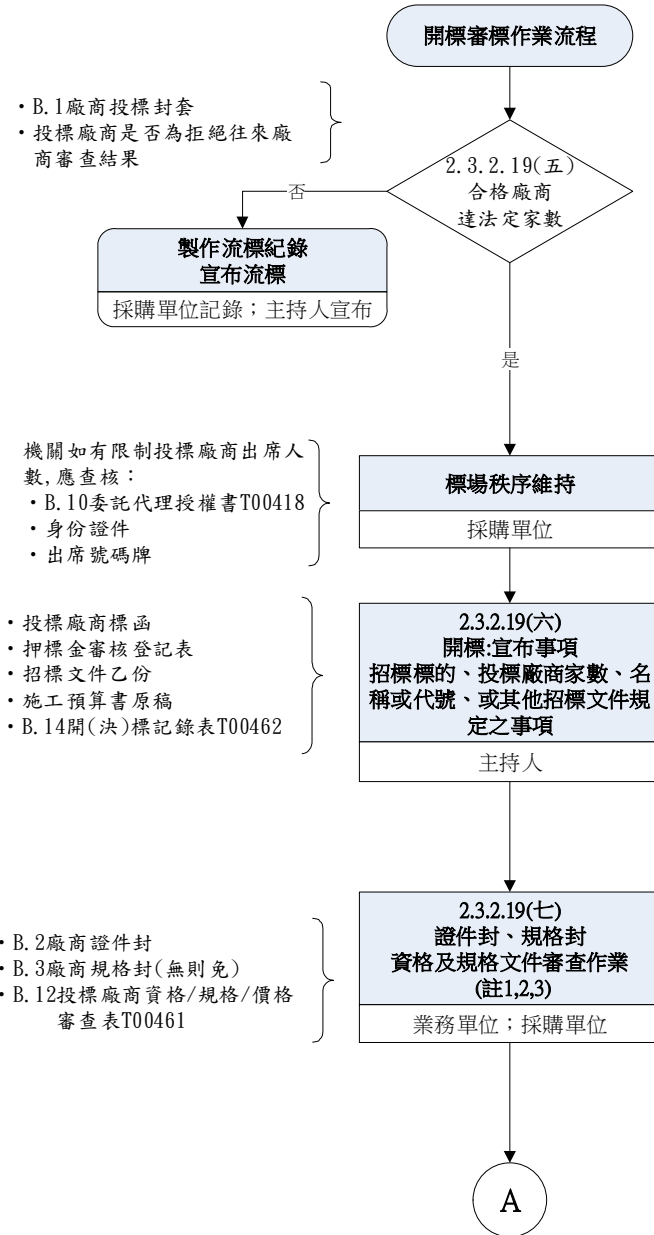 開標審標作業流程
・B.1廠商投標封套
・投標廠商是否為拒絕往來廠
商審查結果
2.3.2.19(五)
合格廠商
達法定家數
否
製作流標紀錄
宣布流標
採購單位記錄；主持人宣布
是
機關如有限制投標廠商出席人
數,應查核：
・B.10委託代理授權書T00418
・身份證件
・出席號碼牌
標場秩序維持
採購單位
・投標廠商標函
・押標金審核登記表
・招標文件乙份
・施工預算書原稿
・B.14開(決)標記錄表T00462
2.3.2.19(六)
開標:宣布事項
招標標的、投標廠商家數、名
稱或代號、或其他招標文件規
定之事項
主持人
・B.2廠商證件封
・B.3廠商規格封(無則免)
・B.12投標廠商資格/規格/價格
審查表T00461
2.3.2.19(七)
證件封、規格封
資格及規格文件審查作業
(註1,2,3)
業務單位；採購單位
A